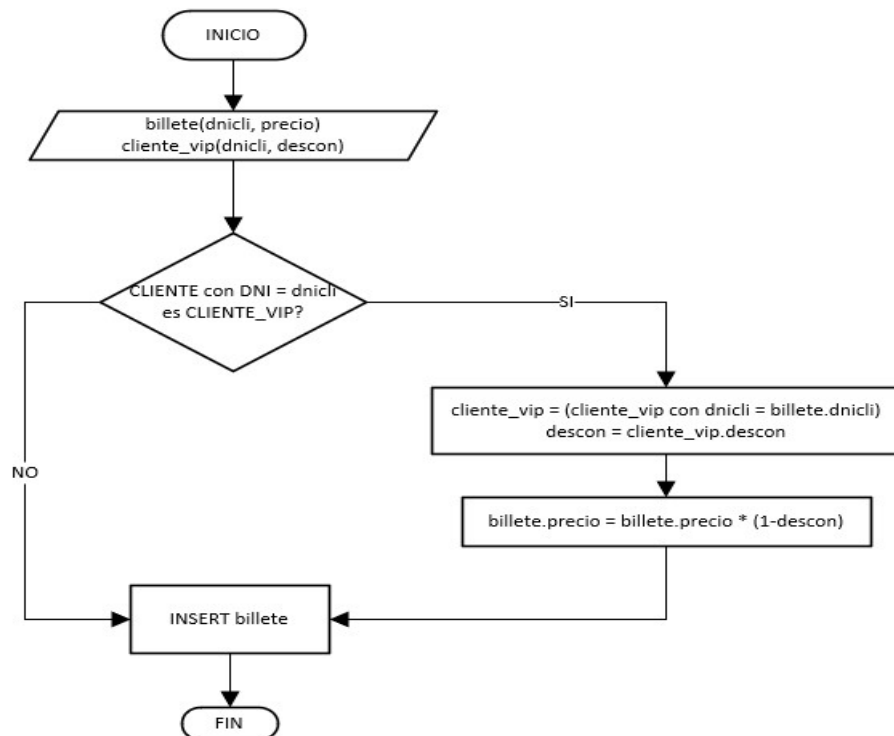 INICIO
billete(dnicli, precio)
cliente_vip(dnicli, descon)
CLIENTE con DNI = dnicli
es CLIENTE_VIP?
SI
cliente_vip = (cliente_vip con dnicli = billete.dnicli)
descon = cliente_vip.descon
NO
billete.precio = billete.precio * (1-descon)
INSERT billete
FIN